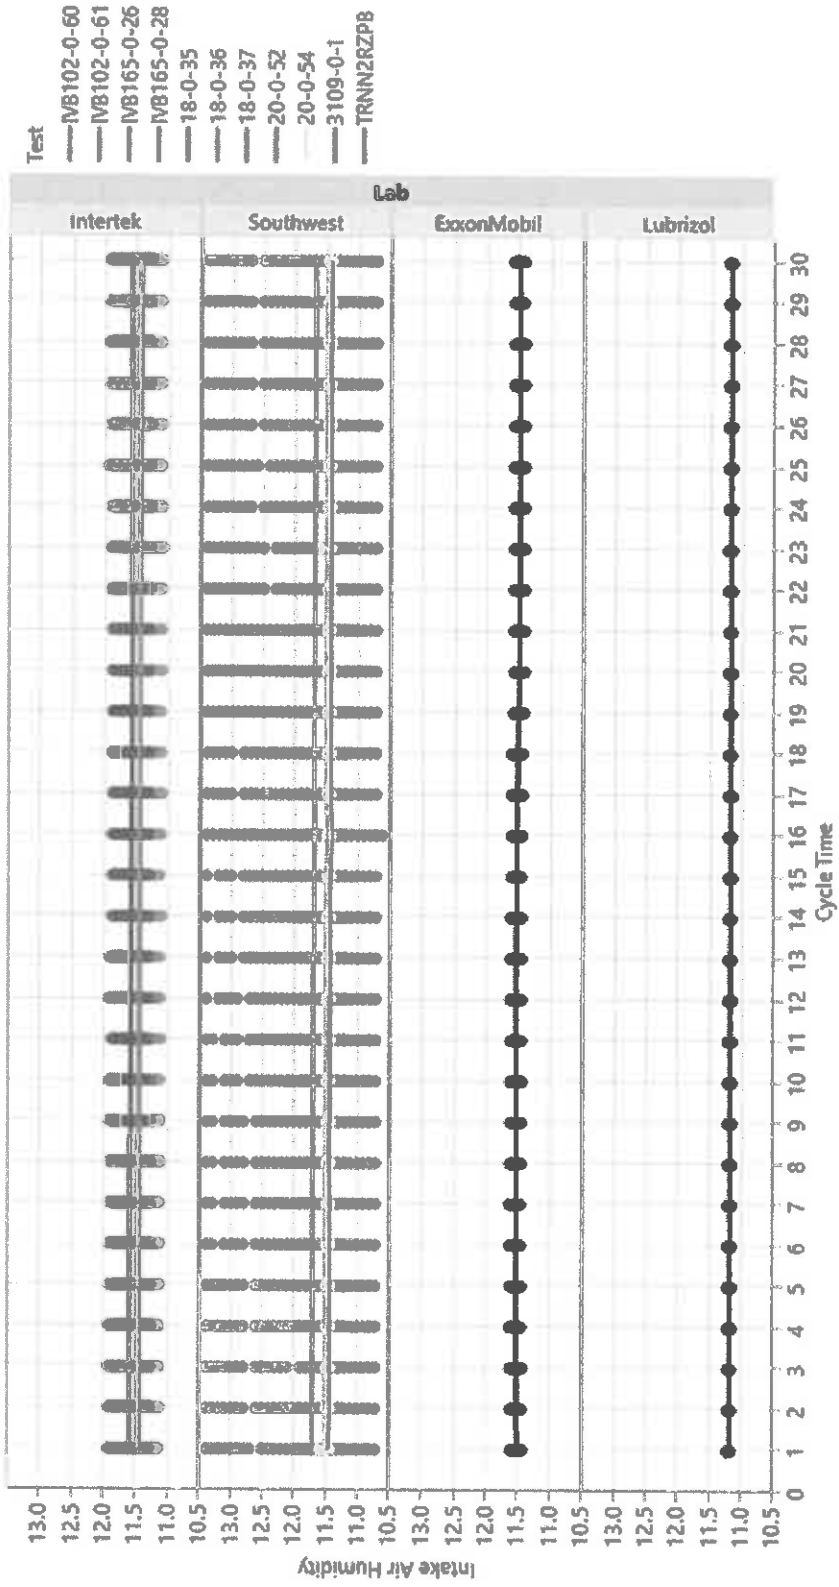 Test
IVB102-0-60
IVB102-0-61
IVB165-0-26
IVB165-0-28
18-0-35
18-0-36
18-0-37
20-0-52
20-0-54
3109-0-1
TRNN2RZPB
Lab
Intertek
Southwest
ExxonMobil
Lubrizol
Intake Air Humidity
13.0
12.5
12.0
11.5
11.0
10.5
13.0
12.5
12.0
11.5
11.0
10.5
13.0
12.5
12.0
11.5
11.0
10.5
13.0
12.5
12.0
11.5
11.0
10.5
0 1 2 3 4 5 6 7 8 9 10 11 12 13 14 15 16 17 18 19 20 21 22 23 24 25 26 27 28 29 30
Cycle Time